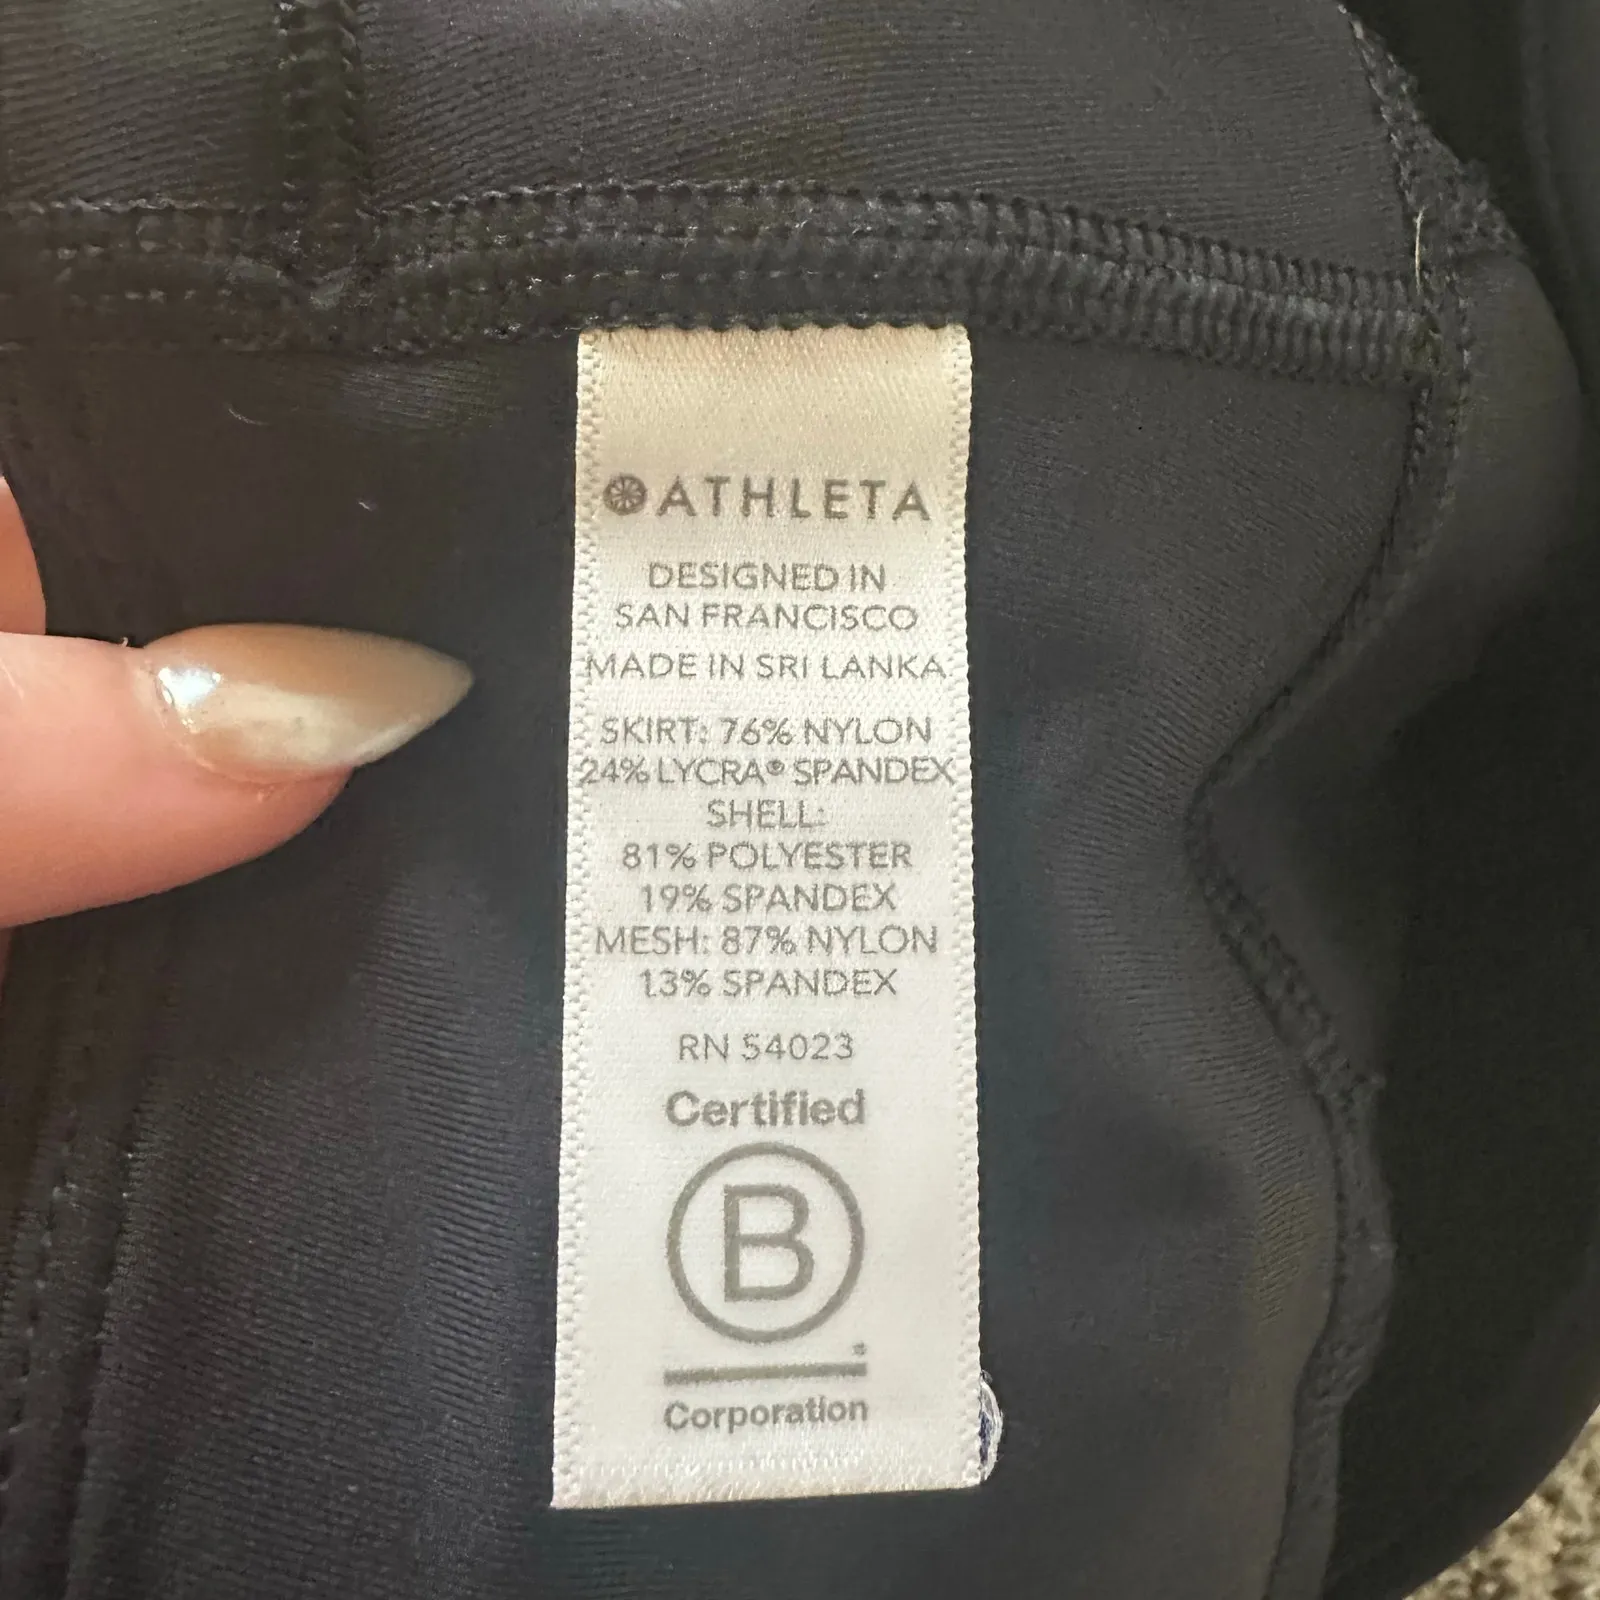 ATHLETA
DESIGNED IN
SAN FRANCISCO
MADE IN SRI LANKA
SKIRT: 76% NYLON
24% LYCRA® SPANDEX
SHELL:
81% POLYESTER
19% SPANDEX
MESH: 87% NYLON
13% SPANDEX
RN 54023
Certified
B
Corporation